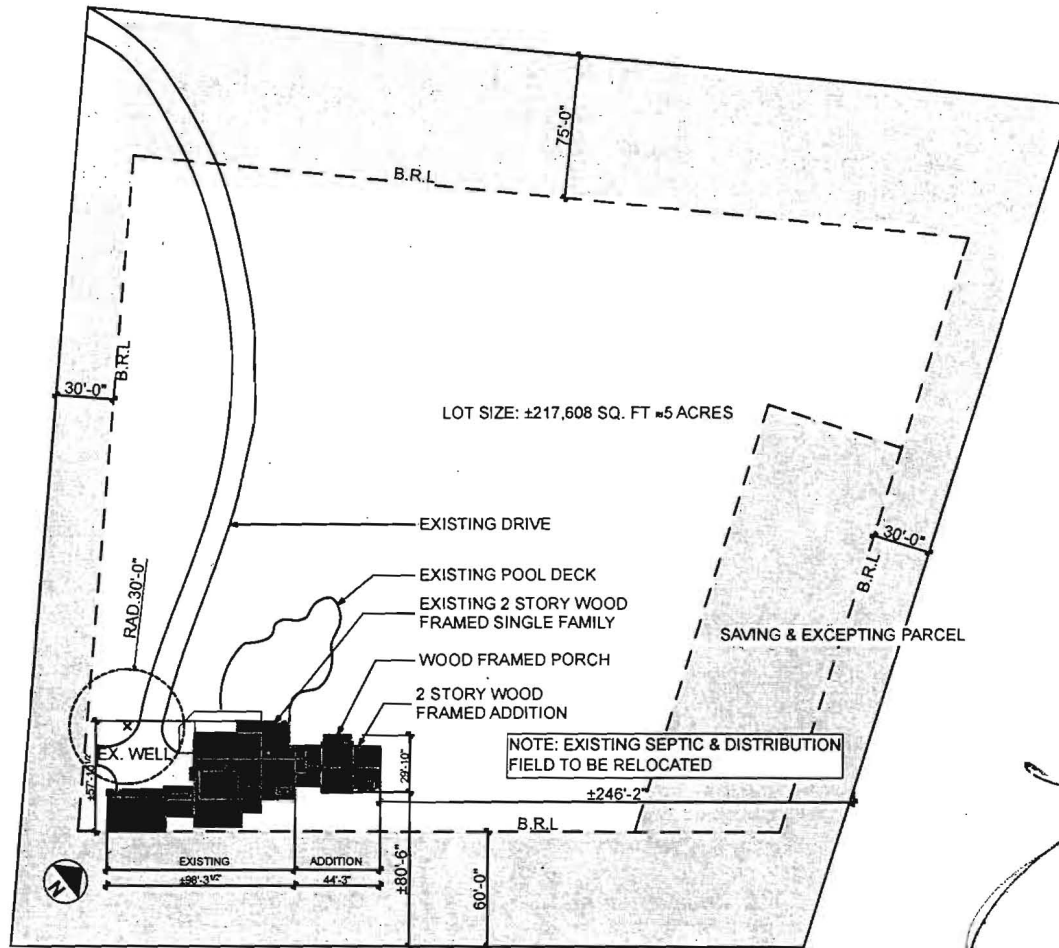 75'-0"
B.R.L
B.R.L
30'-0"
LOT SIZE: ±217,608 SQ. FT ≈5 ACRES
EXISTING DRIVE
30'-0"
B.R.L
EXISTING POOL DECK
RAD.30'-0"
EXISTING 2 STORY WOOD
FRAMED SINGLE FAMILY
SAVING & EXCEPTING PARCEL
WOOD FRAMED PORCH
2 STORY WOOD
FRAMED ADDITION
EX. WELL
29'-10"
NOTE: EXISTING SEPTIC & DISTRIBUTION
FIELD TO BE RELOCATED
±246'-2"
B.R.L
EXISTING
ADDITION
44'-3"
±80'-6"
60'-0"
N